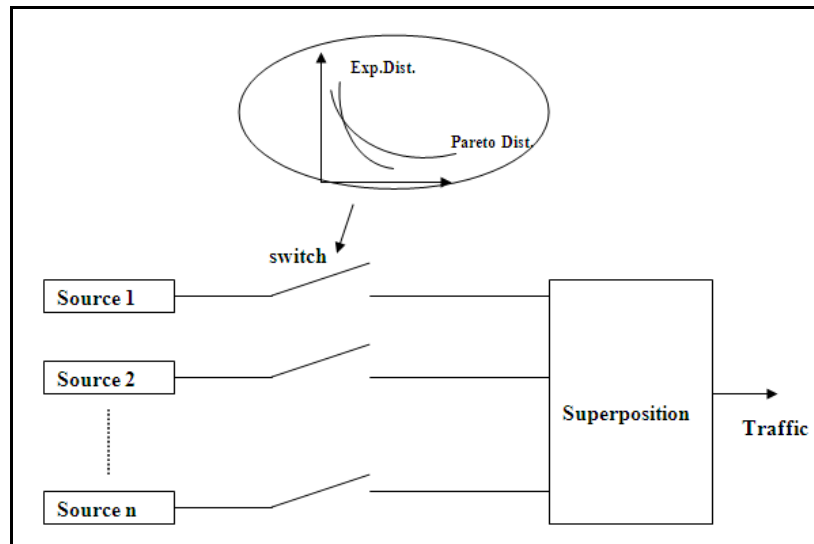 Exp.Dist.
Pareto Dist.
switch
Source 1
Source 2
Superposition
Traffic
Source n